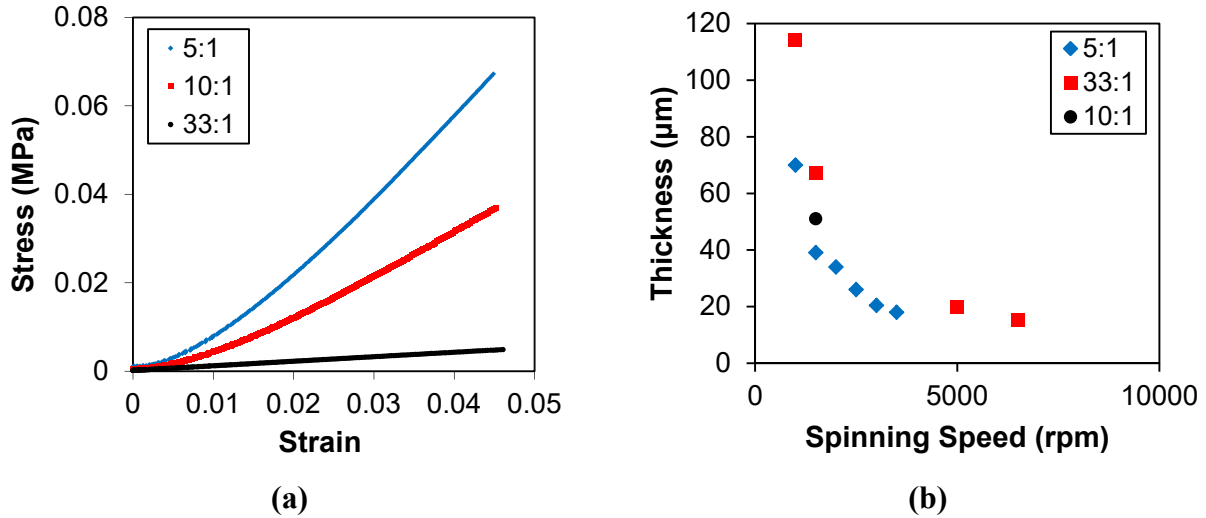 0.08
0.06
0.04
0.02
0
Stress (MPa)
5:1
10:1
33:1
0 0.01 0.02 0.03 0.04 0.05
Strain
(a)
120
100
80
60
40
20
0
Thickness (µm)
5:1
33:1
10:1
0 5000 10000
Spinning Speed (rpm)
(b)